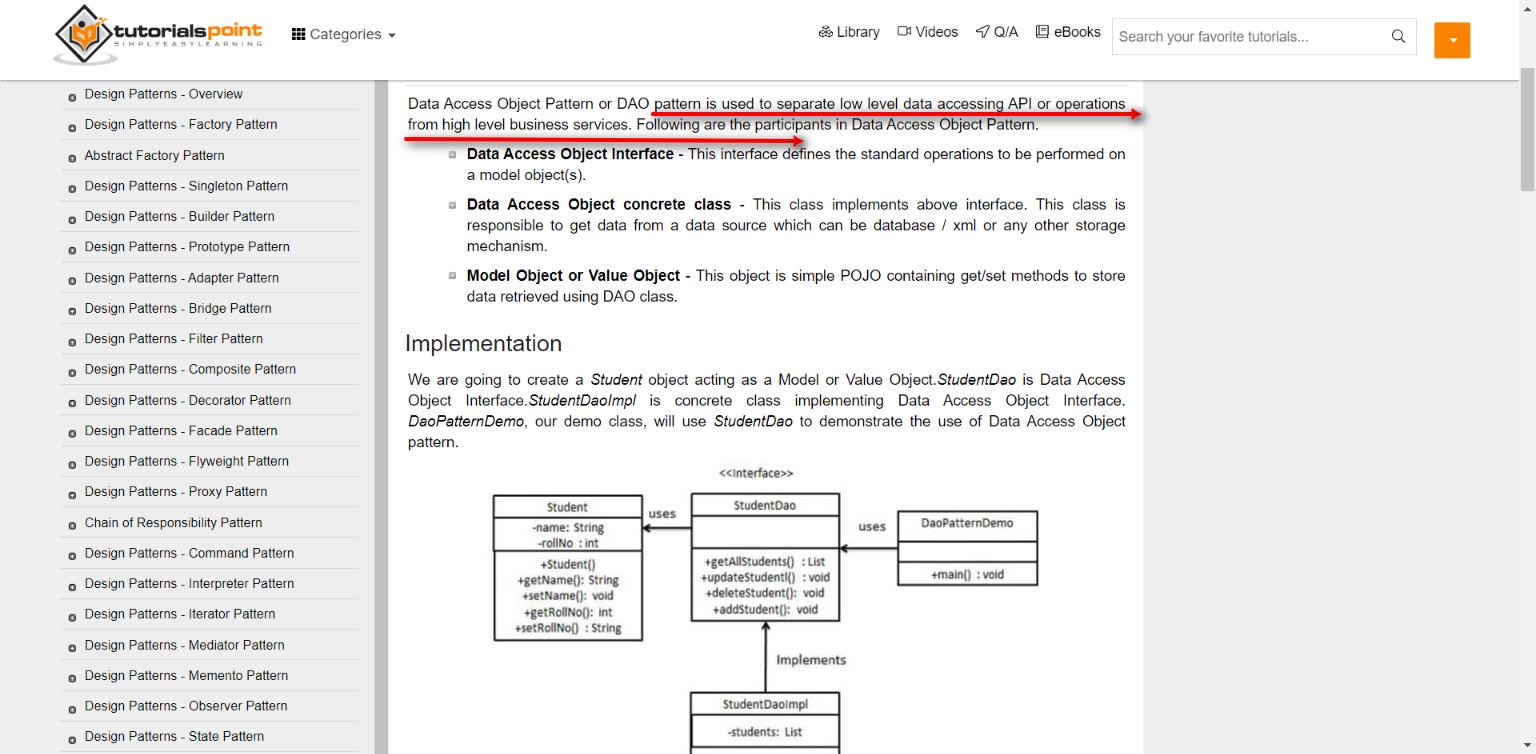 tutorialspoint
SIMPLYEASYLEARNING
Categories
Library
Videos
Q/A
eBooks
Search your favorite tutorials...
Design Patterns - Overview
Design Patterns - Factory Pattern
Abstract Factory Pattern
Design Patterns - Singleton Pattern
Design Patterns - Builder Pattern
Design Patterns - Prototype Pattern
Design Patterns - Adapter Pattern
Design Patterns - Bridge Pattern
Design Patterns - Filter Pattern
Design Patterns - Composite Pattern
Design Patterns - Decorator Pattern
Design Patterns - Facade Pattern
Design Patterns - Flyweight Pattern
Design Patterns - Proxy Pattern
Chain of Responsibility Pattern
Design Patterns - Command Pattern
Design Patterns - Interpreter Pattern
Design Patterns - Iterator Pattern
Design Patterns - Mediator Pattern
Design Patterns - Memento Pattern
Design Patterns - Observer Pattern
Design Patterns - State Pattern
Data Access Object Pattern or DAO pattern is used to separate low level data accessing API or operations
from high level business services. Following are the participants in Data Access Object Pattern.
Data Access Object Interface - This interface defines the standard operations to be performed on
a model object(s).
Data Access Object concrete class - This class implements above interface. This class is
responsible to get data from a data source which can be database / xml or any other storage
mechanism.
Model Object or Value Object - This object is simple POJO containing get/set methods to store
data retrieved using DAO class.
Implementation
We are going to create a Student object acting as a Model or Value Object.StudentDao is Data Access
Object Interface.StudentDaoImpl is concrete class implementing Data Access Object Interface.
DaoPatternDemo, our demo class, will use StudentDao to demonstrate the use of Data Access Object
pattern.
<<Interface>>
Student
-name: String
-rollNo : int
+Student()
+getName(): String
+setName(): void
+getRollNo(): int
+setRollNo() : String
uses
StudentDao
+getAllStudents() : List
+updateStudentl() : void
+deleteStudent(): void
+addStudent(): void
uses
DaoPatternDemo
+main() : void
Implements
StudentDaoImpl
-students: List